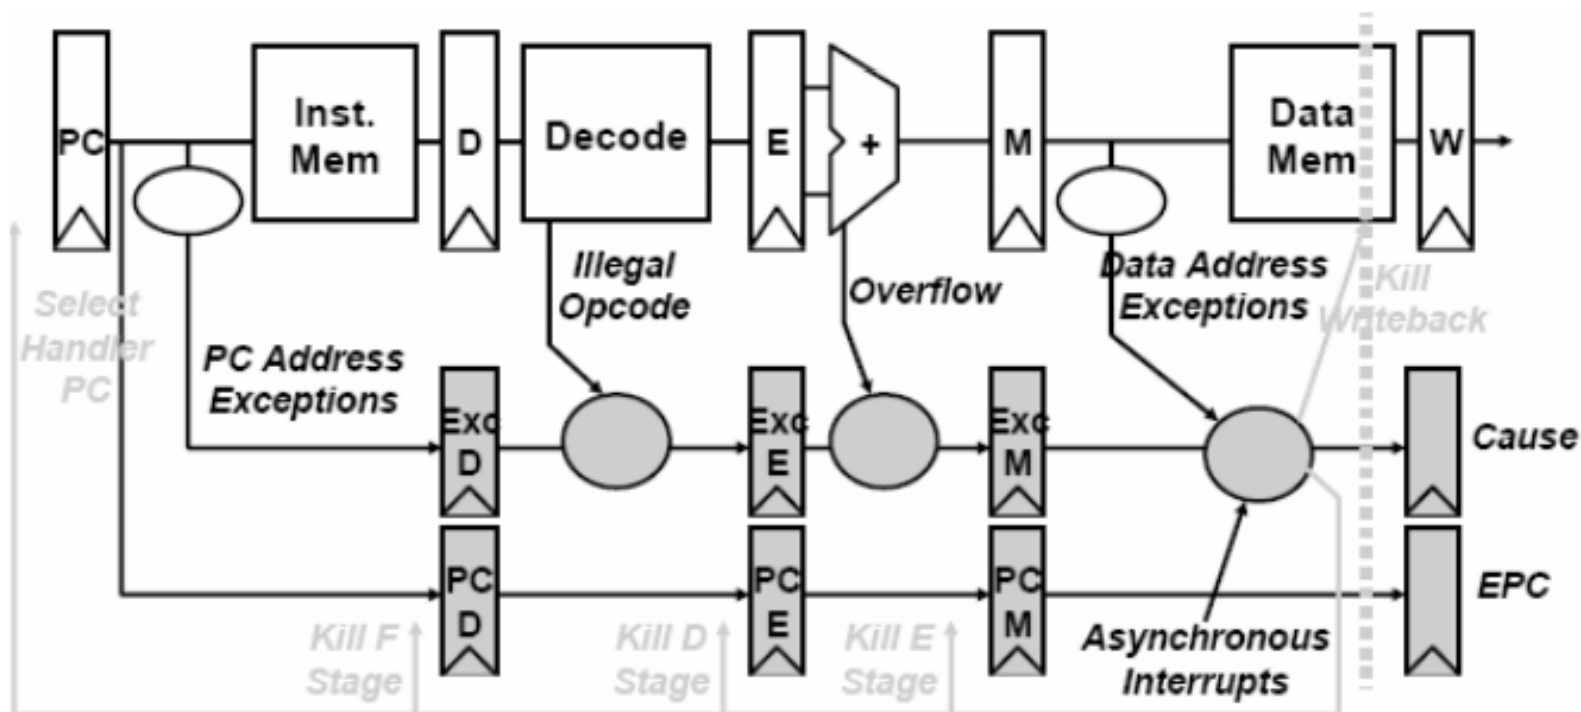 PC
Inst.
Mem
D
Decode
E
+
M
Data
Mem
W
Select
Handler
PC
PC Address
Exceptions
Illegal
Opcode
Overflow
Data Address
Exceptions
Kill
Writeback
Exc
D
Exc
E
Exc
M
Cause
PC
D
PC
E
PC
M
EPC
Kill F
Stage
Kill D
Stage
Kill E
Stage
Asynchronous
Interrupts